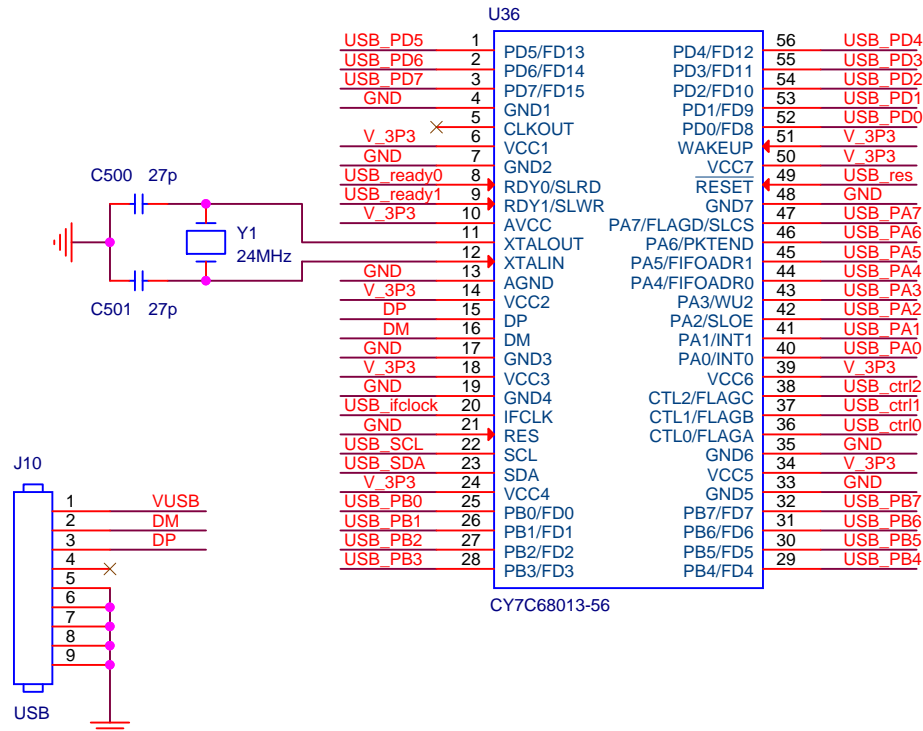 U36
USB_PD5 1 PD5/FD13 PD4/FD12 56 USB_PD4
USB_PD6 2 PD6/FD14 PD3/FD11 55 USB_PD3
USB_PD7 3 PD7/FD15 PD2/FD10 54 USB_PD2
GND 4 GND1 PD1/FD9 53 USB_PD1
5 CLKOUT PD0/FD8 52 USB_PD0
V_3P3 6 VCC1 WAKEUP 51 V_3P3
GND 7 GND2 VCC7 50 V_3P3
USB_ready0 8 RDY0/SLRD RESET 49 USB_res
USB_ready1 9 RDY1/SLWR GND7 48 GND
V_3P3 10 AVCC PA7/FLAGD/SLCS 47 USB_PA7
11 XTALOUT PA6/PKTEND 46 USB_PA6
12 XTALIN PA5/FIFOADR1 45 USB_PA5
GND 13 AGND PA4/FIFOADR0 44 USB_PA4
V_3P3 14 VCC2 PA3/WU2 43 USB_PA3
DP 15 DP PA2/SLOE 42 USB_PA2
DM 16 DM PA1/INT1 41 USB_PA1
GND 17 GND3 PA0/INT0 40 USB_PA0
V_3P3 18 VCC3 VCC6 39 V_3P3
GND 19 GND4 CTL2/FLAGC 38 USB_ctrl2
USB_ifclock 20 IFCLK CTL1/FLAGB 37 USB_ctrl1
GND 21 RES CTL0/FLAGA 36 USB_ctrl0
USB_SCL 22 SCL GND6 35 GND
USB_SDA 23 SDA VCC5 34 V_3P3
V_3P3 24 VCC4 GND5 33 GND
USB_PB0 25 PB0/FD0 PB7/FD7 32 USB_PB7
USB_PB1 26 PB1/FD1 PB6/FD6 31 USB_PB6
USB_PB2 27 PB2/FD2 PB5/FD5 30 USB_PB5
USB_PB3 28 PB3/FD3 PB4/FD4 29 USB_PB4
CY7C68013-56
C500 27p
Y1
24MHz
C501 27p
J10
1 VUSB
2 DM
3 DP
4
5
6
7
8
9
USB